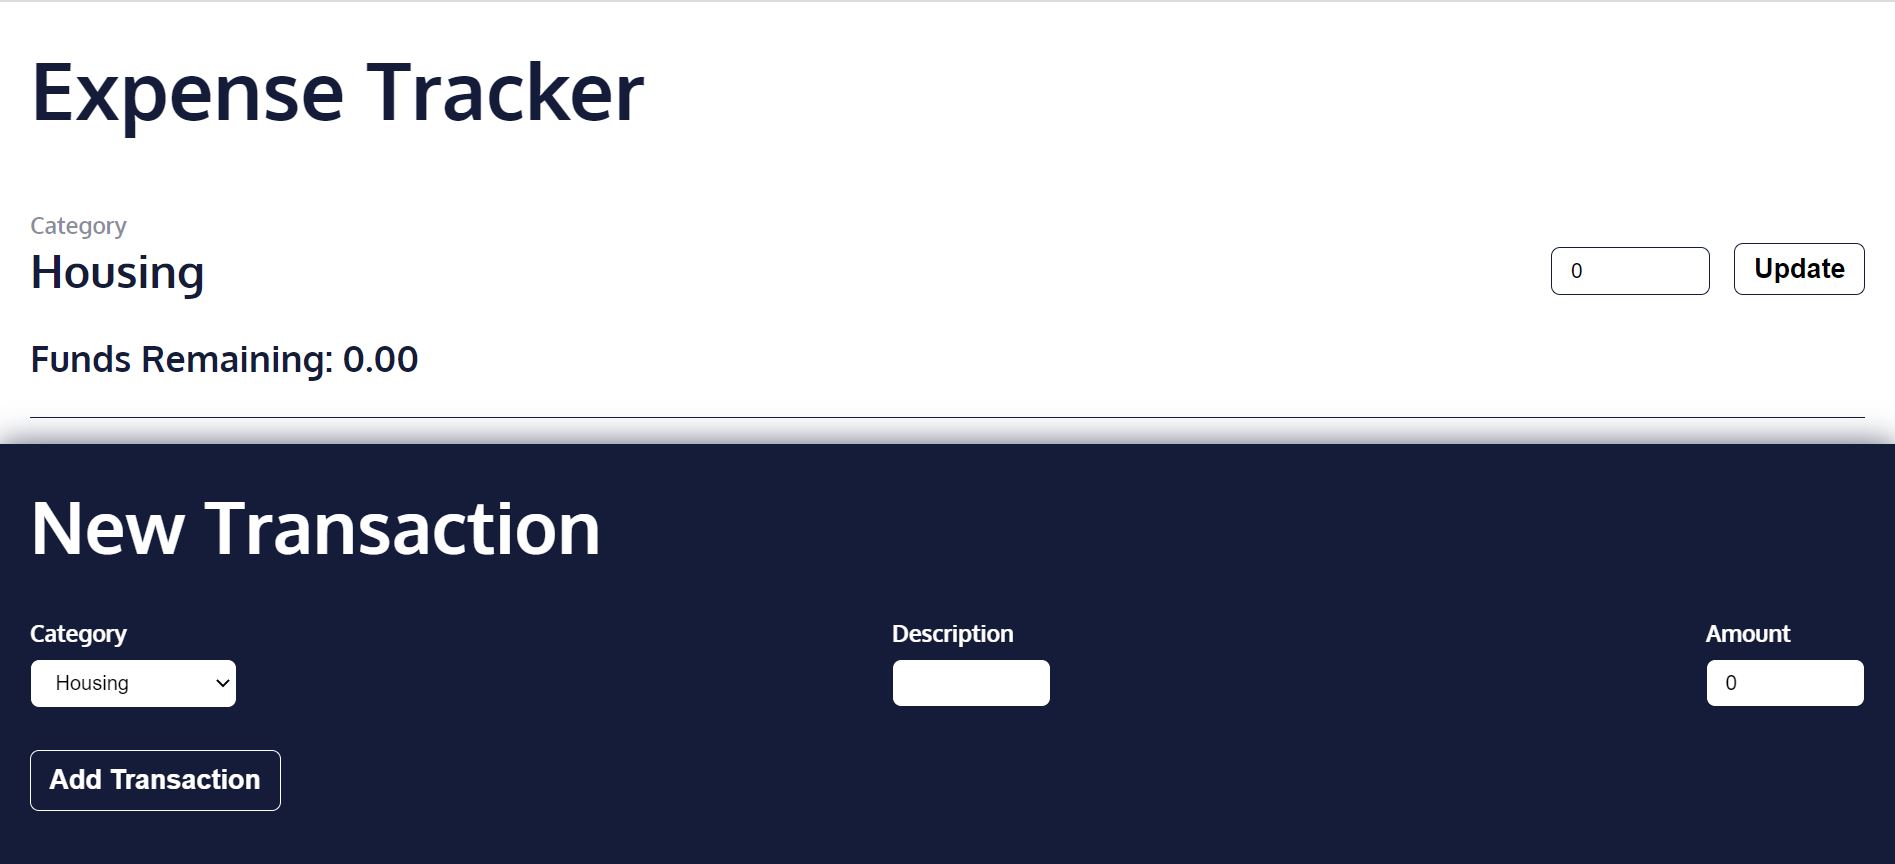 Expense Tracker
Category
Housing
0
Update
Funds Remaining: 0.00
New Transaction
Category
Description
Amount
Housing
0
Add Transaction